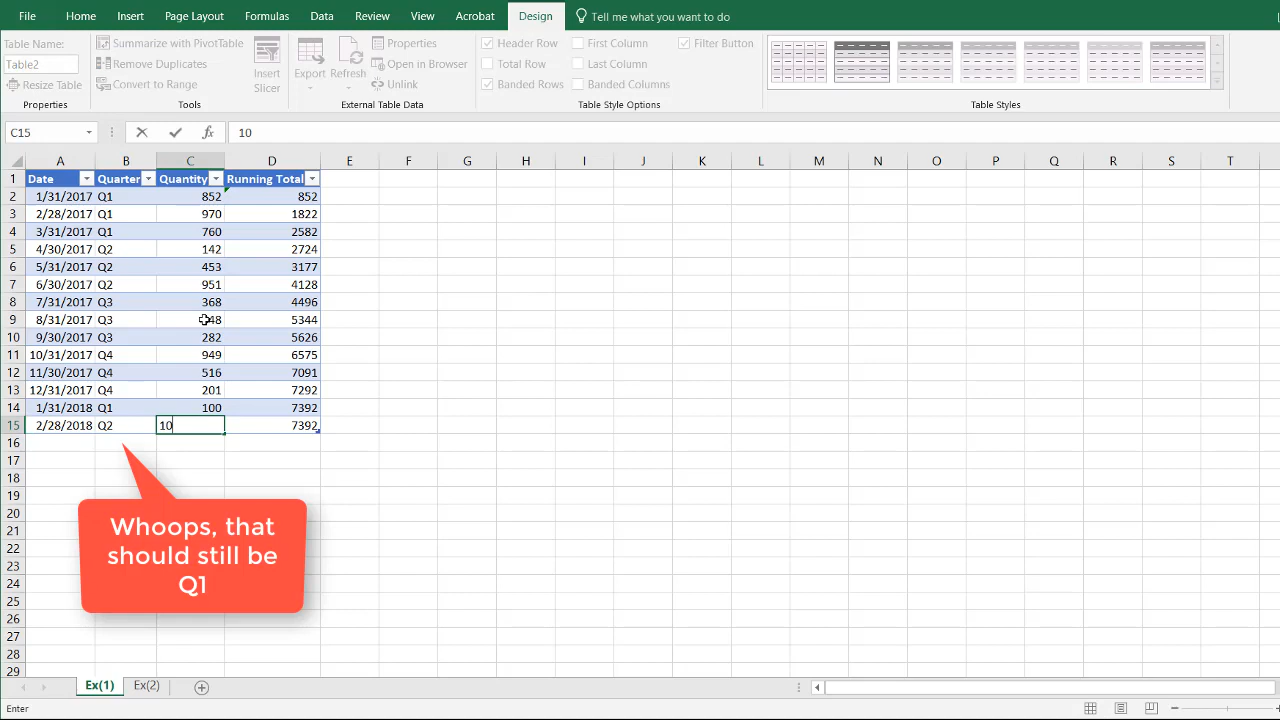 File Home Insert Page Layout Formulas Data Review View Acrobat Design Tell me what you want to do
Table Name: Summarize with PivotTable Properties Header Row First Column Filter Button
Table2 Remove Duplicates Insert Slicer Export Refresh Open in Browser Total Row Last Column
Resize Table Convert to Range Unlink Banded Rows Banded Columns
Properties Tools External Table Data Table Style Options Table Styles
C15 fx 10
A B C D E F G H I J K L M N O P Q R S T
1 Date Quarter Quantity Running Total
2 1/31/2017 Q1 852 852
3 2/28/2017 Q1 970 1822
4 3/31/2017 Q1 760 2582
5 4/30/2017 Q2 142 2724
6 5/31/2017 Q2 453 3177
7 6/30/2017 Q2 951 4128
8 7/31/2017 Q3 368 4496
9 8/31/2017 Q3 5344
10 9/30/2017 Q3 282 5626
11 10/31/2017 Q4 949 6575
12 11/30/2017 Q4 516 7091
13 12/31/2017 Q4 201 7292
14 1/31/2018 Q1 100 7392
15 2/28/2018 Q2 10 7392
16
17
18
19
20
21
22
23
24
25
26
27
28
29
Whoops, that
should still be
Q1
Ex(1) Ex(2)
Enter